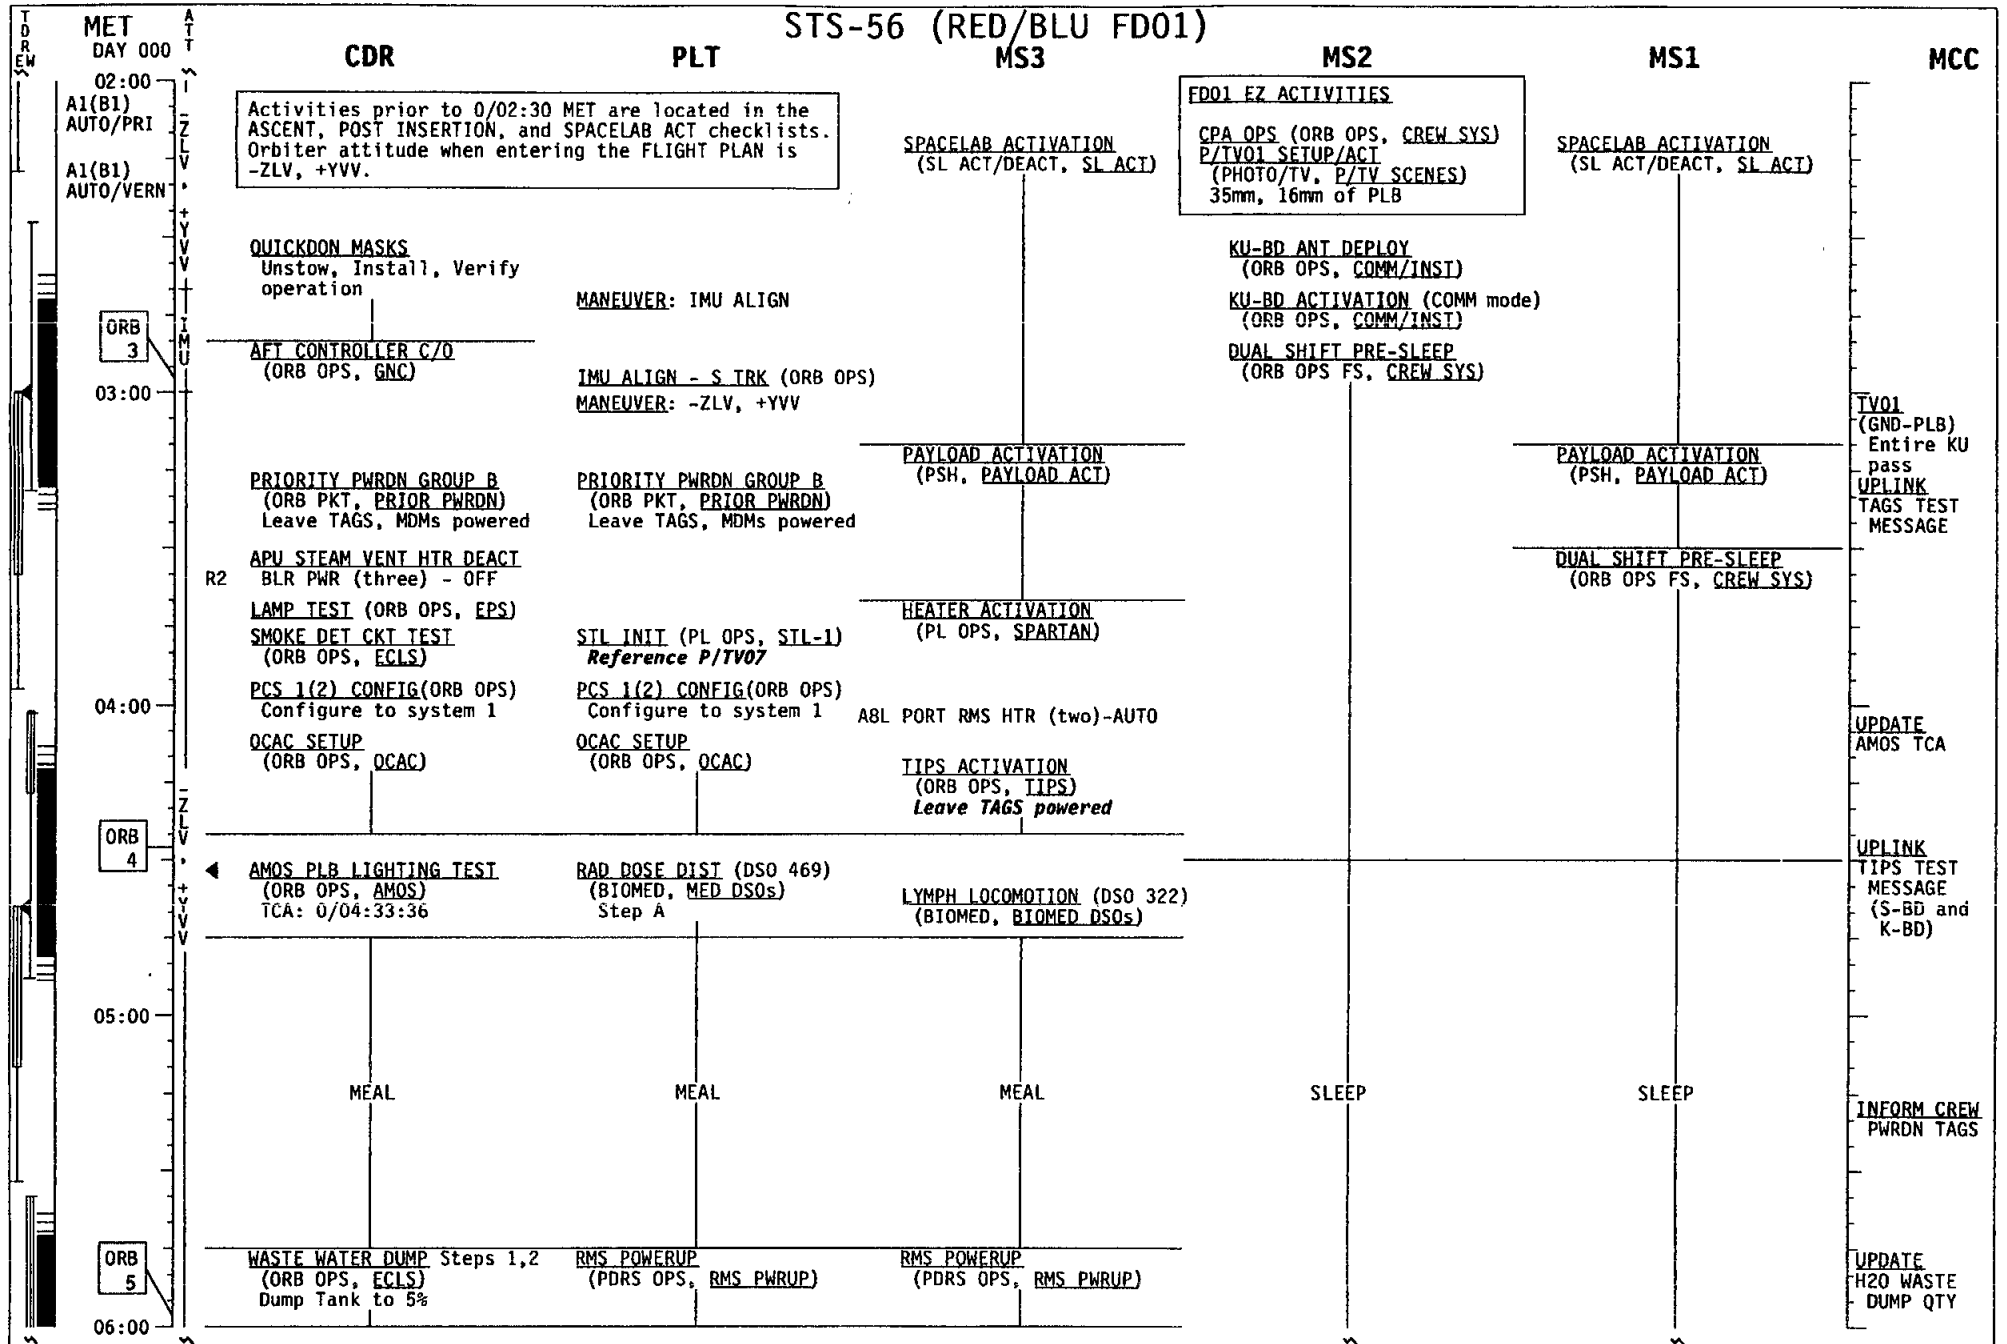 STS-56 (RED/BLU FD01)
TDREW
MET
DAY 000
ATT
CDR
PLT
MS3
MS2
MS1
MCC
02:00
A1(B1)
AUTO/PRI
A1(B1)
AUTO/VERN
-ZLV, +YVV
IMU
ORB
3
03:00
04:00
-ZLV, +YVV
ORB
4
05:00
ORB
5
06:00
Activities prior to 0/02:30 MET are located in the
ASCENT, POST INSERTION, and SPACELAB ACT checklists.
Orbiter attitude when entering the FLIGHT PLAN is
-ZLV, +YVV.
QUICKDON MASKS
Unstow, Install, Verify
operation
AFT CONTROLLER C/O
(ORB OPS, GNC)
PRIORITY PWRDN GROUP B
(ORB PKT, PRIOR PWRDN)
Leave TAGS, MDMs powered
APU STEAM VENT HTR DEACT
R2 BLR PWR (three) - OFF
LAMP TEST (ORB OPS, EPS)
SMOKE DET CKT TEST
(ORB OPS, ECLS)
PCS 1(2) CONFIG(ORB OPS)
Configure to system 1
OCAC SETUP
(ORB OPS, OCAC)
AMOS PLB LIGHTING TEST
(ORB OPS, AMOS)
TCA: 0/04:33:36
MEAL
WASTE WATER DUMP Steps 1,2
(ORB OPS, ECLS)
Dump Tank to 5%
MANEUVER: IMU ALIGN
IMU ALIGN - S TRK (ORB OPS)
MANEUVER: -ZLV, +YVV
PRIORITY PWRDN GROUP B
(ORB PKT, PRIOR PWRDN)
Leave TAGS, MDMs powered
STL INIT (PL OPS, STL-1)
Reference P/TV07
PCS 1(2) CONFIG(ORB OPS)
Configure to system 1
OCAC SETUP
(ORB OPS, OCAC)
RAD DOSE DIST (DSO 469)
(BIOMED, MED DSOs)
Step A
MEAL
RMS POWERUP
(PDRS OPS, RMS PWRUP)
SPACELAB ACTIVATION
(SL ACT/DEACT, SL ACT)
PAYLOAD ACTIVATION
(PSH, PAYLOAD ACT)
HEATER ACTIVATION
(PL OPS, SPARTAN)
A8L PORT RMS HTR (two)-AUTO
TIPS ACTIVATION
(ORB OPS, TIPS)
Leave TAGS powered
LYMPH LOCOMOTION (DSO 322)
(BIOMED, BIOMED DSOs)
MEAL
RMS POWERUP
(PDRS OPS, RMS PWRUP)
FD01 EZ ACTIVITIES
CPA OPS (ORB OPS, CREW SYS)
P/TV01 SETUP/ACT
(PHOTO/TV, P/TV SCENES)
35mm, 16mm of PLB
KU-BD ANT DEPLOY
(ORB OPS, COMM/INST)
KU-BD ACTIVATION (COMM mode)
(ORB OPS, COMM/INST)
DUAL SHIFT PRE-SLEEP
(ORB OPS FS, CREW SYS)
SLEEP
SPACELAB ACTIVATION
(SL ACT/DEACT, SL ACT)
PAYLOAD ACTIVATION
(PSH, PAYLOAD ACT)
DUAL SHIFT PRE-SLEEP
(ORB OPS FS, CREW SYS)
SLEEP
TV01
(GND-PLB)
Entire KU
pass
UPLINK
TAGS TEST
MESSAGE
UPDATE
AMOS TCA
UPLINK
TIPS TEST
MESSAGE
(S-BD and
K-BD)
INFORM CREW
PWRDN TAGS
UPDATE
H2O WASTE
DUMP QTY